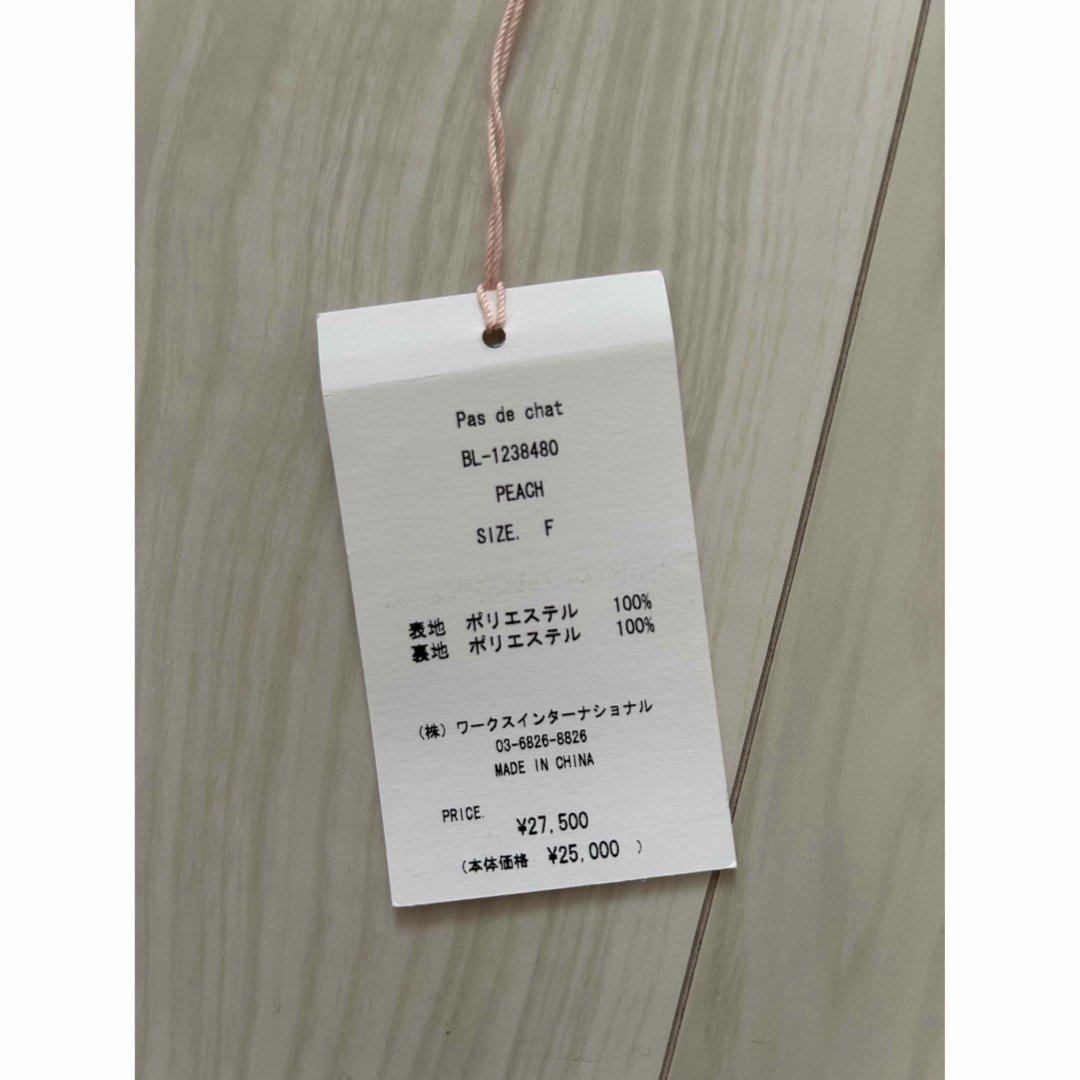 Pas de chat
BL-1238480
PEACH
SIZE. F
表地 ポリエステル 100%
裏地 ポリエステル 100%
(株) ワークスインターナショナル
03-6826-8826
MADE IN CHINA
PRICE. ¥27,500
(本体価格 ¥25,000 )